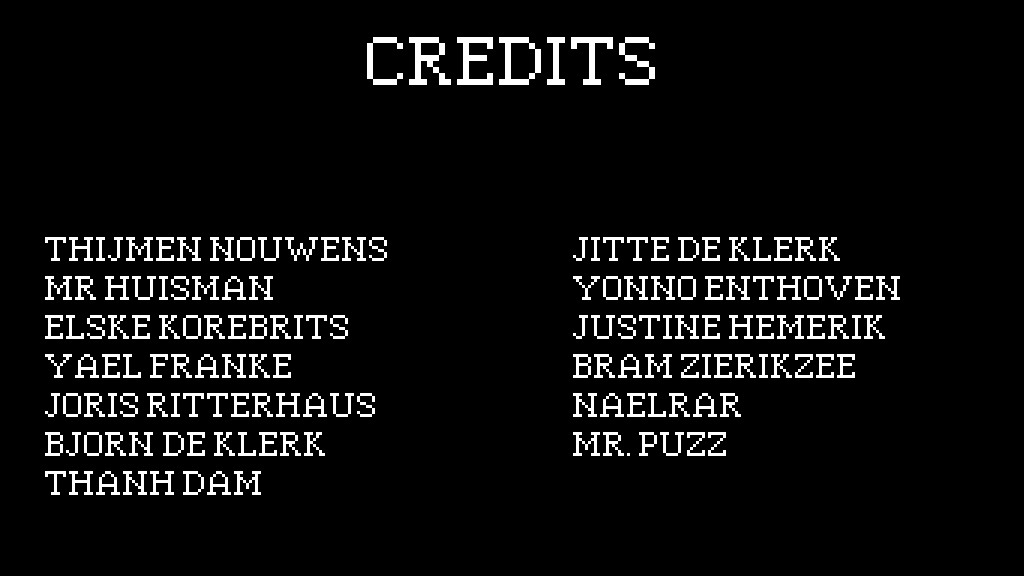 CREDITS
THIJMEN NOUWENS
MR HUISMAN
ELSKE KOREBRITS
YAEL FRANKE
JORIS RITTERHAUS
BJORN DE KLERK
THANH DAM
JITTE DE KLERK
YONNO ENTHOVEN
JUSTINE HEMERIK
BRAM ZIERIKZEE
NAELRAR
MR. PUZZ